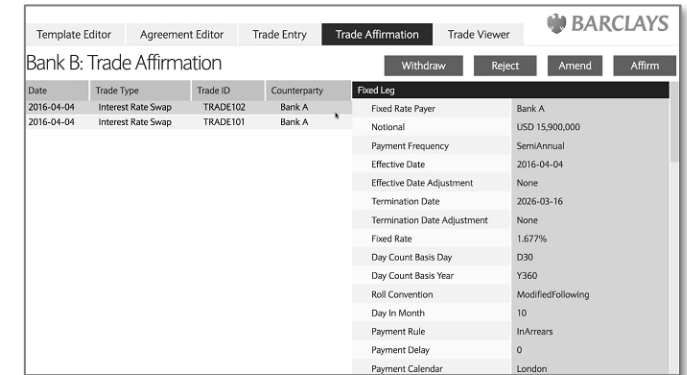 BARCLAYS
Template Editor Agreement Editor Trade Entry Trade Affirmation Trade Viewer
Bank B: Trade Affirmation
Withdraw Reject Amend Affirm
Date Trade Type Trade ID Counterparty
2016-04-04 Interest Rate Swap TRADE102 Bank A
2016-04-04 Interest Rate Swap TRADE101 Bank A
Fixed Leg
Fixed Rate Payer Bank A
Notional USD 15,900,000
Payment Frequency SemiAnnual
Effective Date 2016-04-04
Effective Date Adjustment None
Termination Date 2026-03-16
Termination Date Adjustment None
Fixed Rate 1.677%
Day Count Basis Day D30
Day Count Basis Year Y360
Roll Convention ModifiedFollowing
Day In Month 10
Payment Rule InArrears
Payment Delay 0
Payment Calendar London